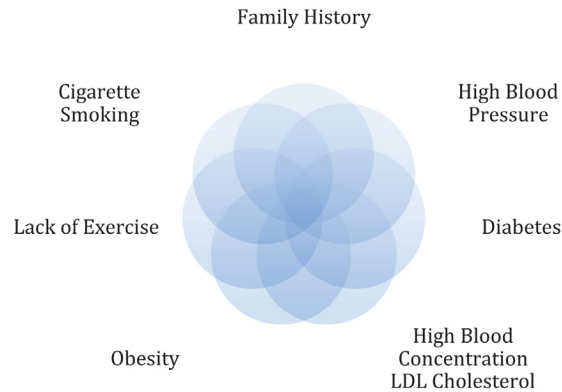 Family History
Cigarette
Smoking
High Blood
Pressure
Lack of Exercise
Diabetes
Obesity
High Blood
Concentration
LDL Cholesterol